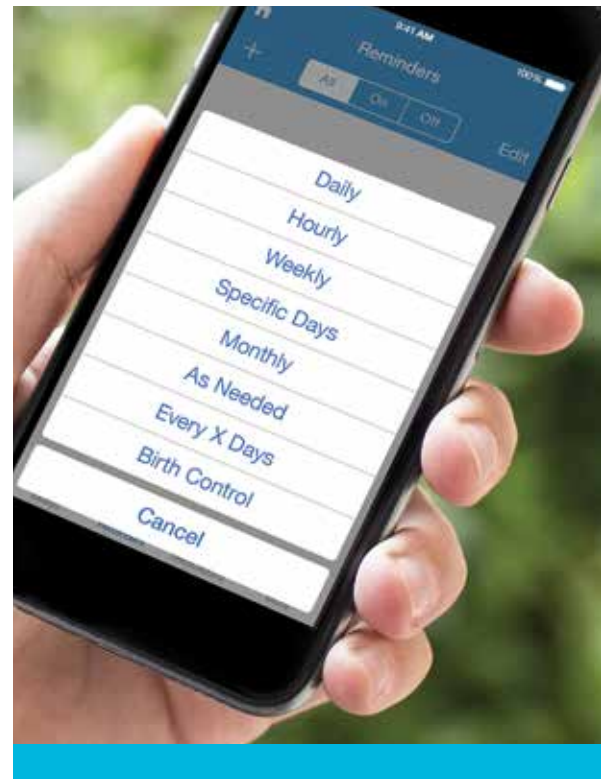 9:41 AM
100%
Reminders
+
All
On
Off
Edit
Daily
Hourly
Weekly
Specific Days
Monthly
As Needed
Every X Days
Birth Control
Cancel